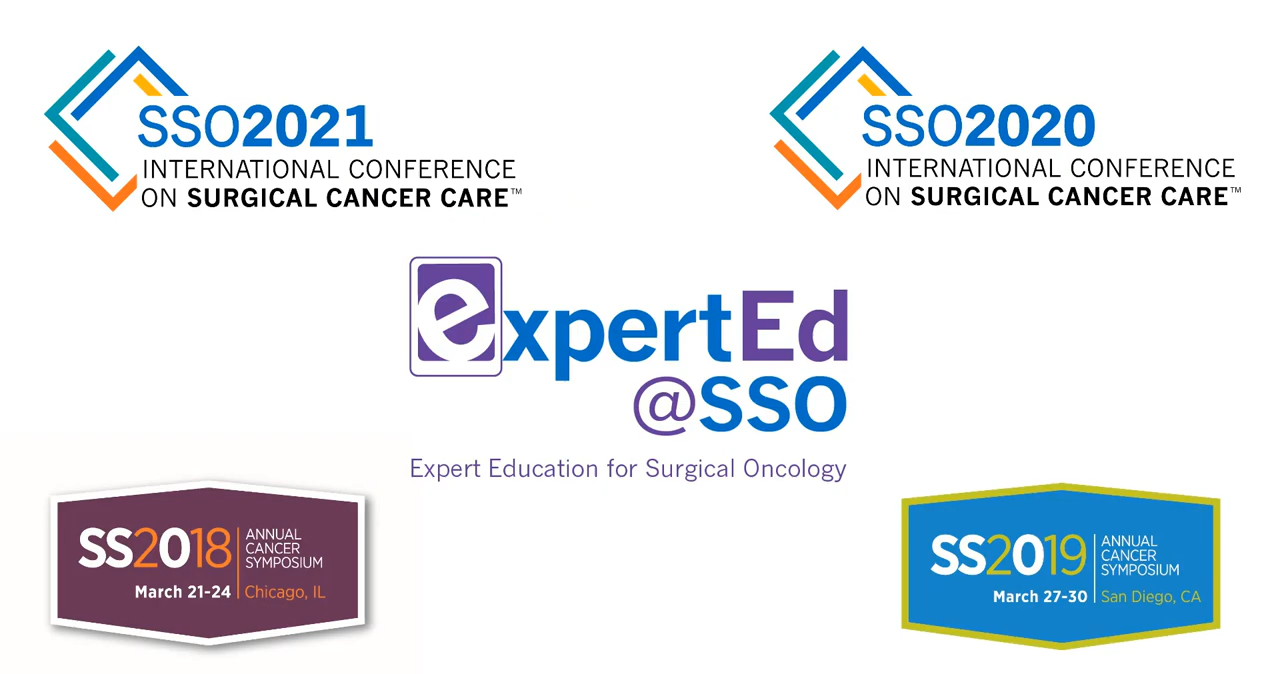 SSO2021
INTERNATIONAL CONFERENCE
ON SURGICAL CANCER CARE™
SSO2020
INTERNATIONAL CONFERENCE
ON SURGICAL CANCER CARE™
expertEd
@SSO
Expert Education for Surgical Oncology
SS2018
ANNUAL
CANCER
SYMPOSIUM
March 21-24
Chicago, IL
SS2019
ANNUAL
CANCER
SYMPOSIUM
March 27-30
San Diego, CA